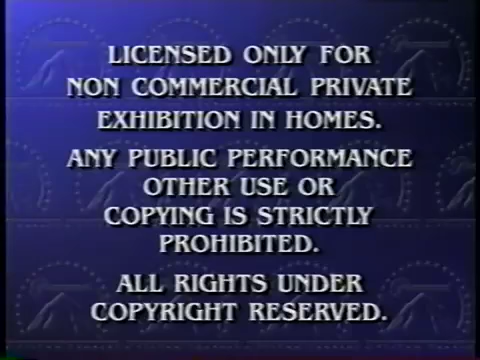 LICENSED ONLY FOR
NON COMMERCIAL PRIVATE
EXHIBITION IN HOMES.
ANY PUBLIC PERFORMANCE
OTHER USE OR
COPYING IS STRICTLY
PROHIBITED.
ALL RIGHTS UNDER
COPYRIGHT RESERVED.